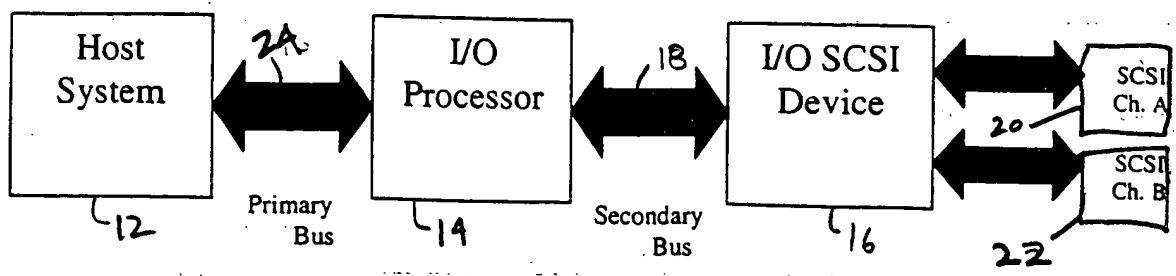 Host
System
24
I/O
Processor
18
I/O SCSI
Device
SCSI
Ch. A
20
SCSI
Ch. B
22
12
Primary
Bus
14
Secondary
Bus
16